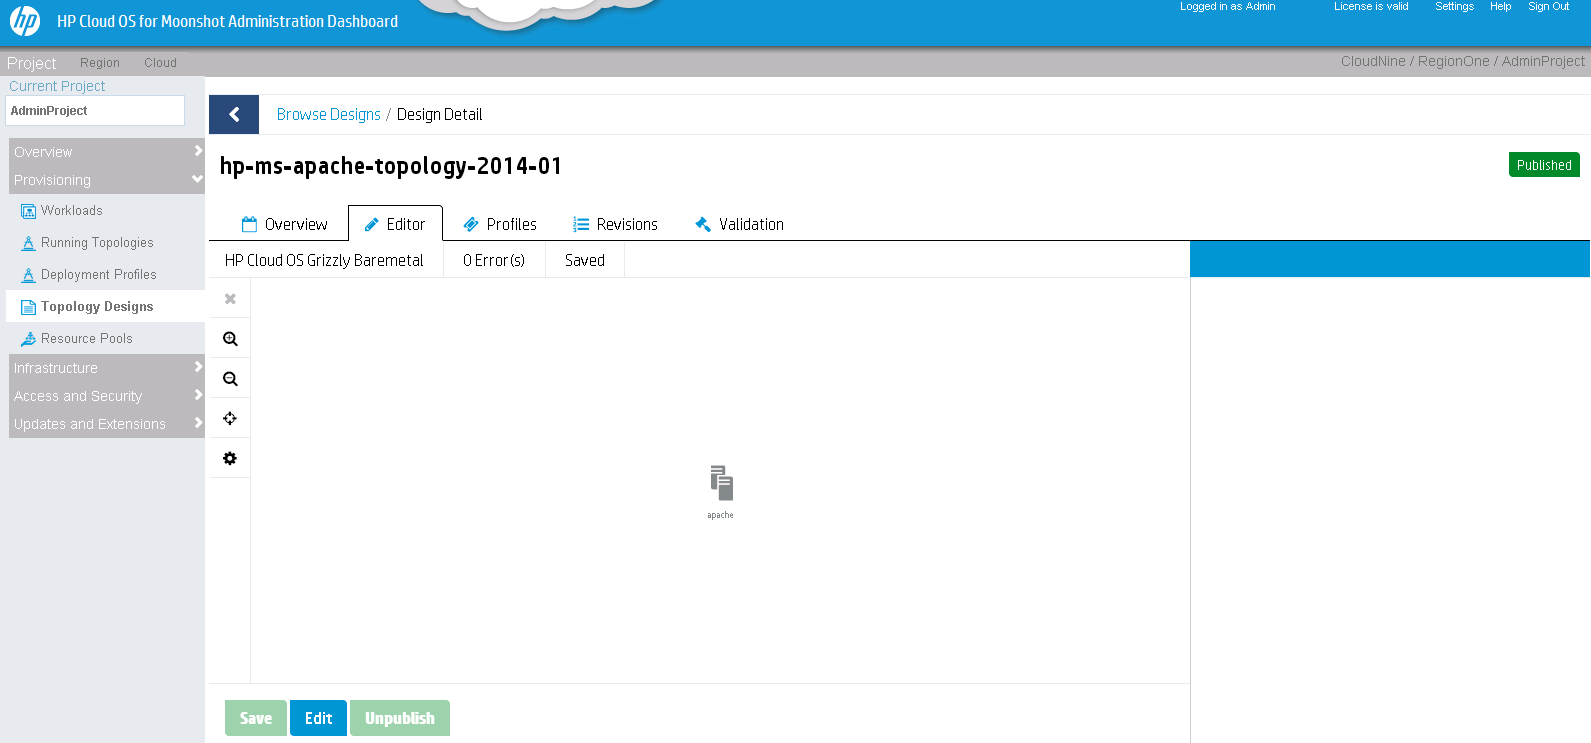 hp HP Cloud OS for Moonshot Administration Dashboard Logged in as Admin License is valid Settings Help Sign Out
Project Region Cloud CloudNine / RegionOne / AdminProject
Current Project
AdminProject
Overview
Provisioning
Workloads
Running Topologies
Deployment Profiles
Topology Designs
Resource Pools
Infrastructure
Access and Security
Updates and Extensions
Browse Designs / Design Detail
hp-ms-apache-topology-2014-01 Published
Overview Editor Profiles Revisions Validation
HP Cloud OS Grizzly Baremetal 0 Error(s) Saved
apache
Save Edit Unpublish